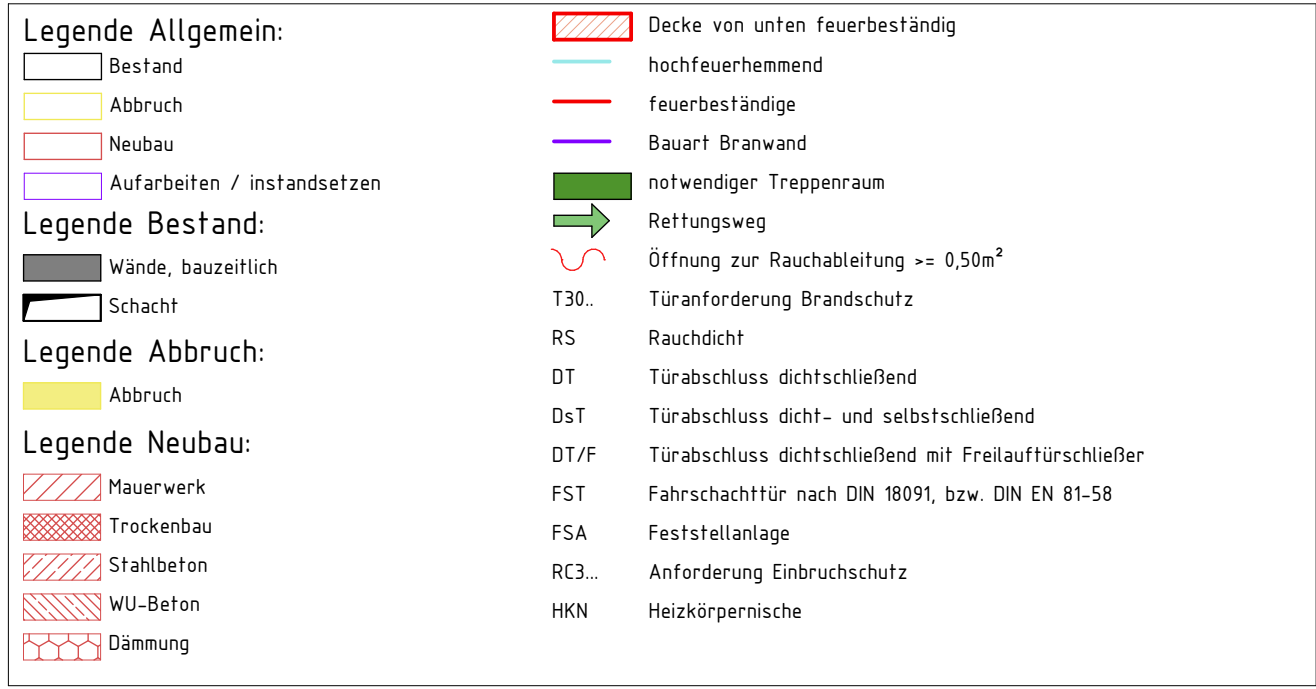 Legende Allgemein:
Bestand
Abbruch
Neubau
Aufarbeiten / instandsetzen
Legende Bestand:
Wände, bauzeitlich
Schacht
Legende Abbruch:
Abbruch
Legende Neubau:
Mauerwerk
Trockenbau
Stahlbeton
WU-Beton
Dämmung
Decke von unten feuerbeständig
hochfeuerhemmend
feuerbeständige
Bauart Branwand
notwendiger Treppenraum
Rettungsweg
Öffnung zur Rauchableitung >= 0,50m²
T30.. Türanforderung Brandschutz
RS Rauchdicht
DT Türabschluss dichtschließend
DsT Türabschluss dicht- und selbstschließend
DT/F Türabschluss dichtschließend mit Freilauftürschließer
FST Fahrschachttür nach DIN 18091, bzw. DIN EN 81-58
FSA Feststellanlage
RC3... Anforderung Einbruchschutz
HKN Heizkörpernische